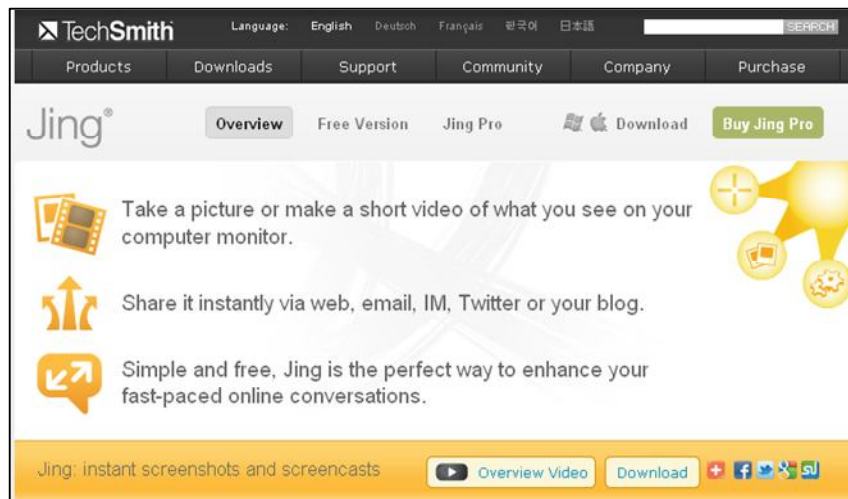 TechSmith Language: English Deutsch Français 한국어 日本語 SEARCH
Products Downloads Support Community Company Purchase
Jing® Overview Free Version Jing Pro Download Buy Jing Pro
Take a picture or make a short video of what you see on your
computer monitor.
Share it instantly via web, email, IM, Twitter or your blog.
Simple and free, Jing is the perfect way to enhance your
fast-paced online conversations.
Jing: instant screenshots and screencasts Overview Video Download